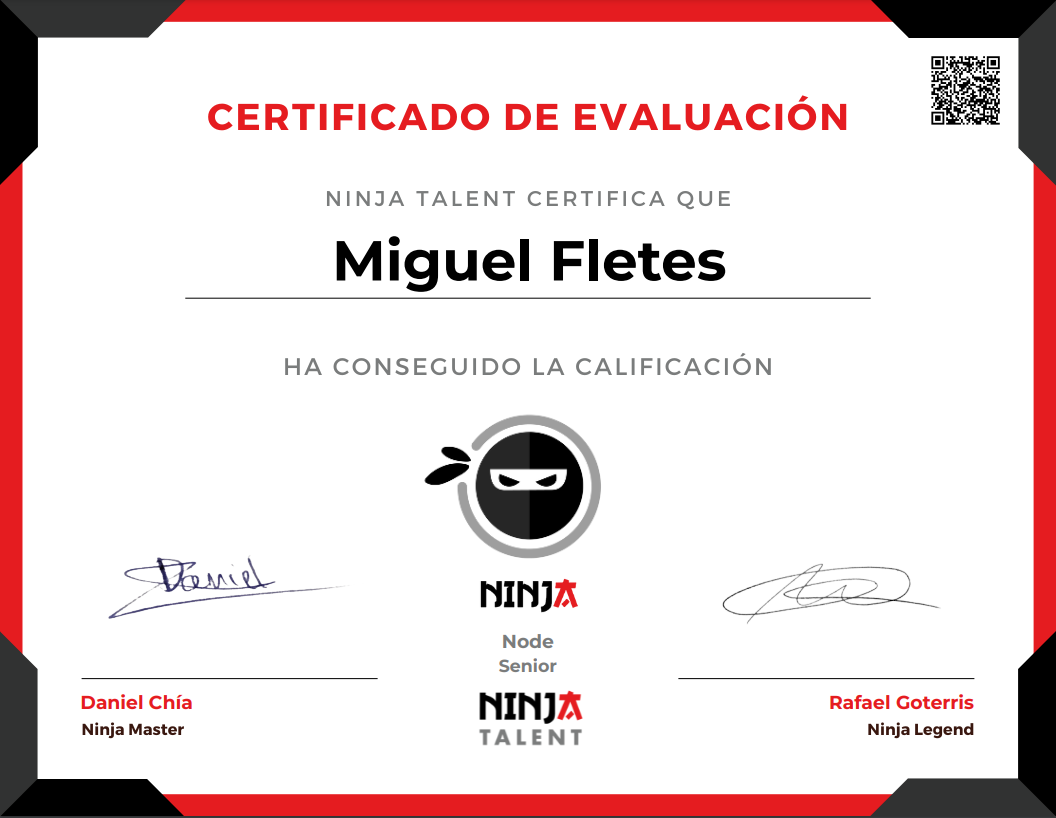 CERTIFICADO DE EVALUACIÓN
NINJA TALENT CERTIFICA QUE
Miguel Fletes
HA CONSEGUIDO LA CALIFICACIÓN
Daniel
NINJA
Node
Senior
Daniel Chía
Ninja Master
NINJA
TALENT
Rafael Goterris
Ninja Legend